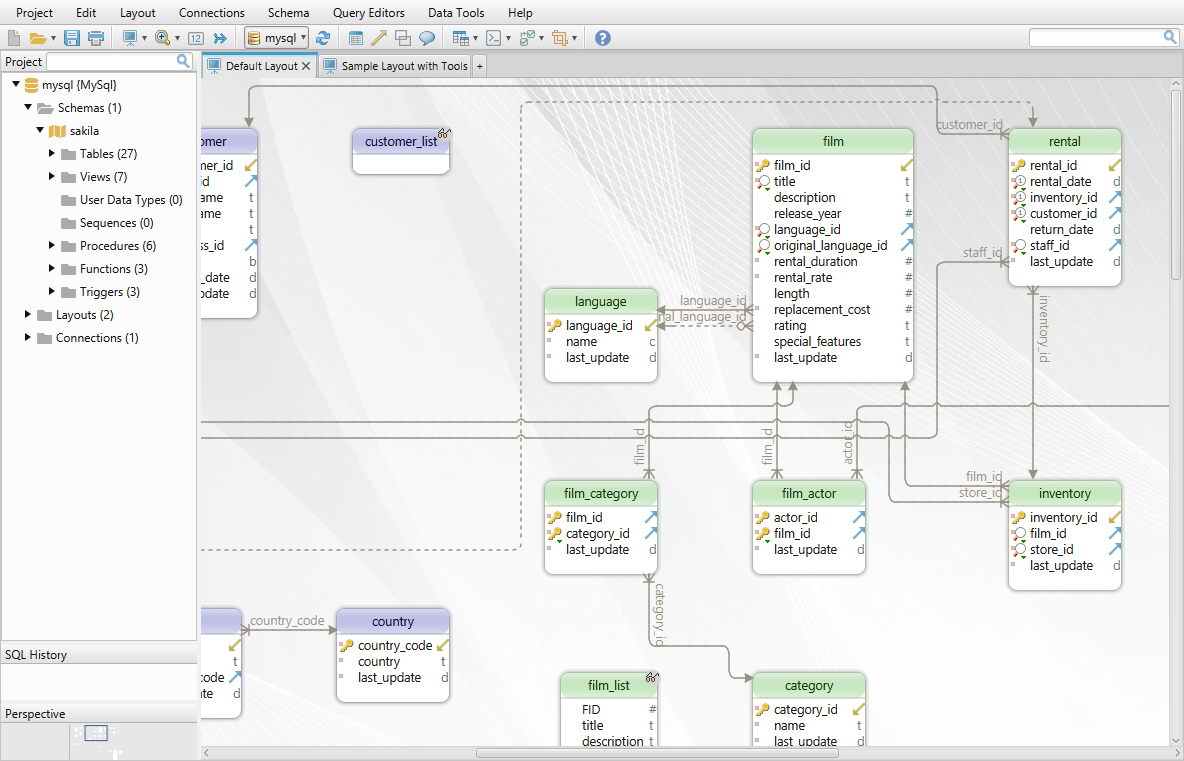 Project Edit Layout Connections Schema Query Editors Data Tools Help
mysql
Project
Default Layout
Sample Layout with Tools
+
mysql {MySql}
Schemas (1)
sakila
Tables (27)
Views (7)
User Data Types (0)
Sequences (0)
Procedures (6)
Functions (3)
Triggers (3)
Layouts (2)
Connections (1)
SQL History
Perspective
omer
mer_id
id
ame t
ame t
t
ss_id
b
_date d
pdate d
customer_list
film
film_id
title t
description t
release_year #
language_id
original_language_id
rental_duration #
rental_rate #
length #
replacement_cost #
rating t
special_features t
last_update d
customer_id
rental
rental_id
rental_date d
inventory_id
customer_id
return_date d
staff_id
last_update d
staff_id
language
language_id
name c
last_update d
language_id
nal_language_id
inventory_id
film_id
film_id
actor_id
film_id
store_id
film_category
film_id
category_id
last_update d
film_actor
actor_id
film_id
last_update d
inventory
inventory_id
film_id
store_id
last_update d
category_id
t
code
te d
country_code
country
country_code
country t
last_update d
film_list
FID #
title t
description t
category
category_id
name t
last_update d